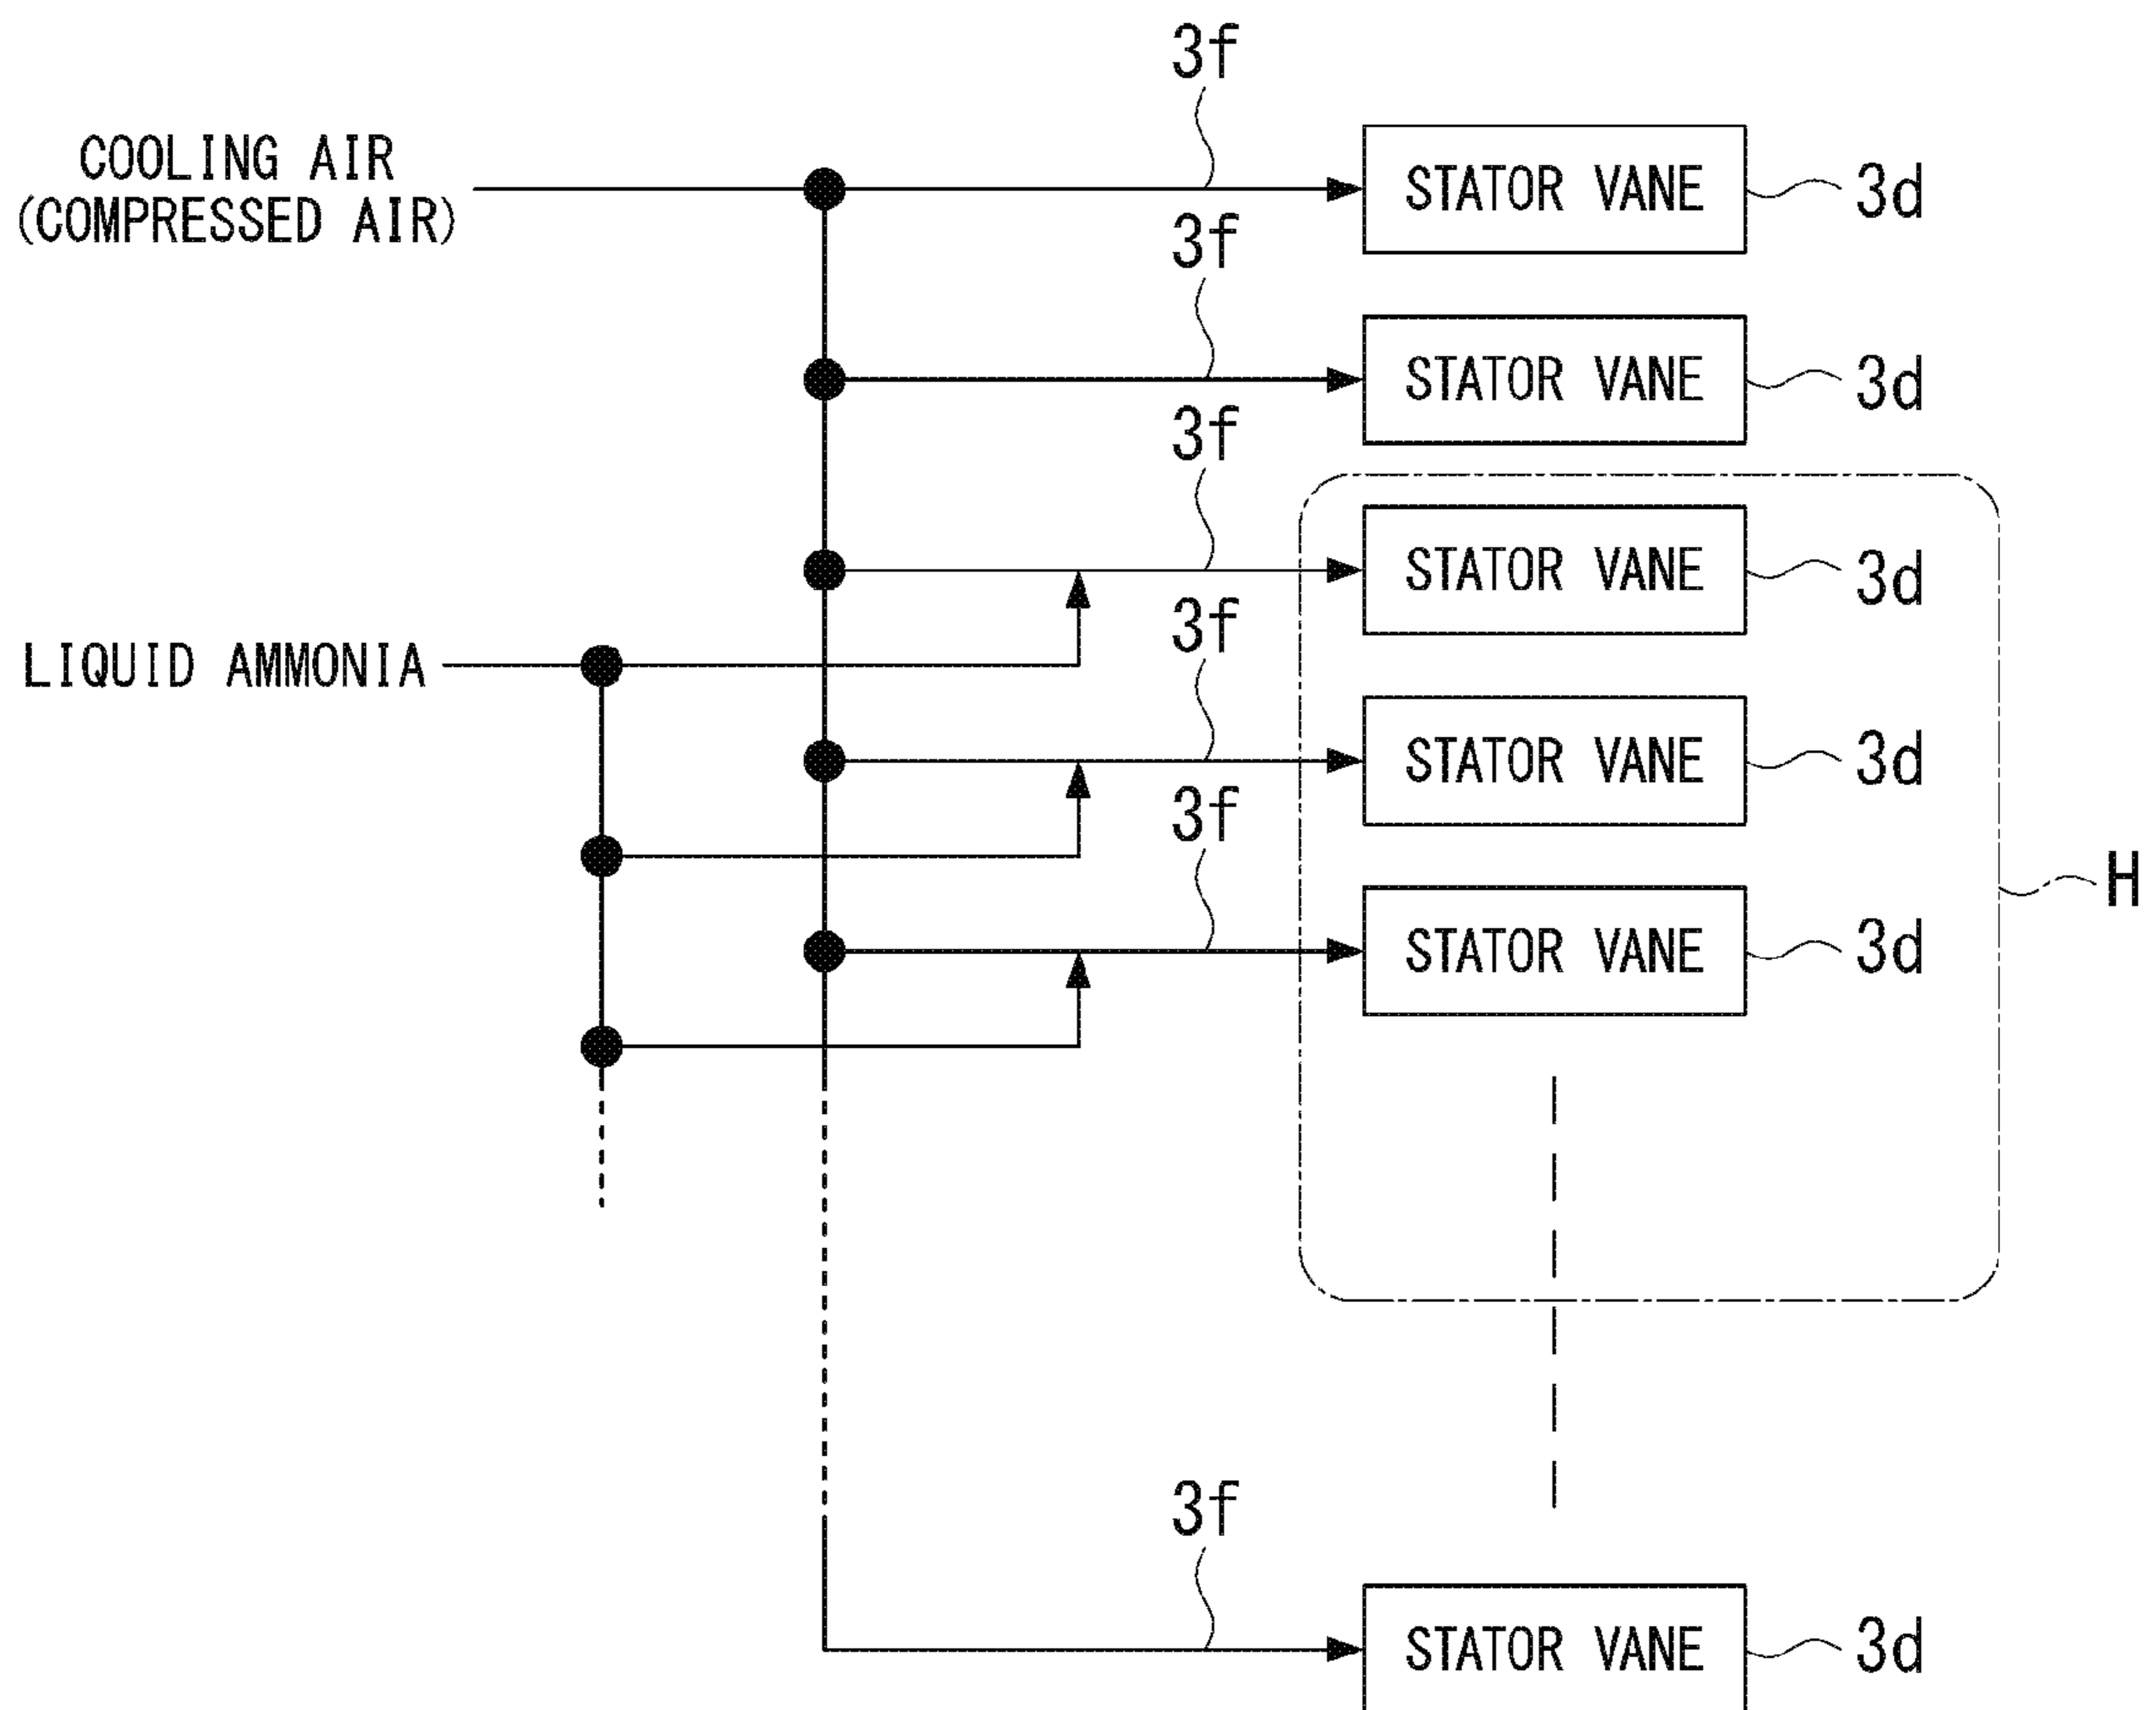 3f
COOLING AIR
(COMPRESSED AIR)
STATOR VANE
3d
3f
STATOR VANE
3d
3f
STATOR VANE
3d
LIQUID AMMONIA
3f
STATOR VANE
3d
3f
H
STATOR VANE
3d
3f
STATOR VANE
3d